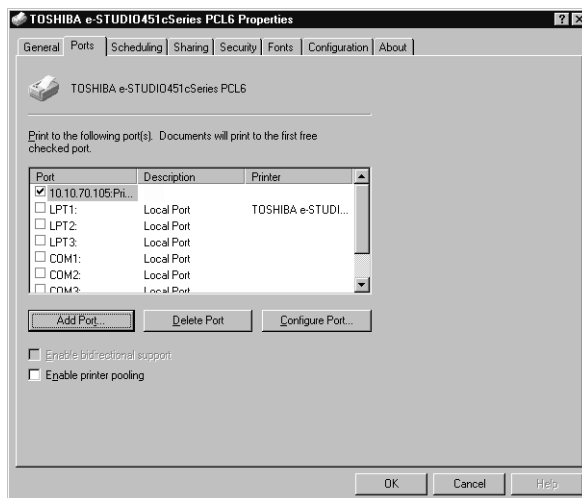 TOSHIBA e-STUDIO451cSeries PCL6 Properties
General Ports Scheduling Sharing Security Fonts Configuration About
TOSHIBA e-STUDIO451cSeries PCL6
Print to the following port(s). Documents will print to the first free
checked port.
Port Description Printer
10.10.70.105:Pri...
LPT1: Local Port TOSHIBA e-STUDI...
LPT2: Local Port
LPT3: Local Port
COM1: Local Port
COM2: Local Port
COM3: Local Port
Add Port... Delete Port Configure Port...
Enable bidirectional support
Enable printer pooling
OK Cancel Help